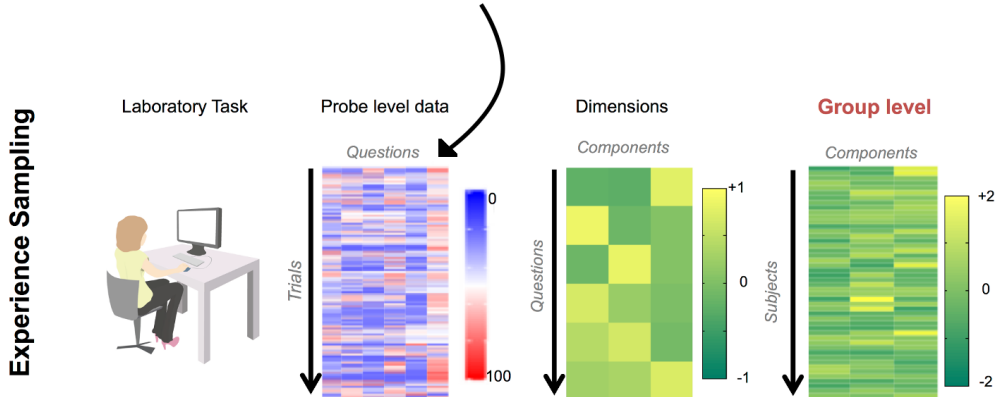 Experience Sampling
Laboratory Task
Probe level data
Dimensions
Group level
Questions
Trials
0
100
Components
Questions
+1
0
-1
Components
Subjects
+2
0
-2